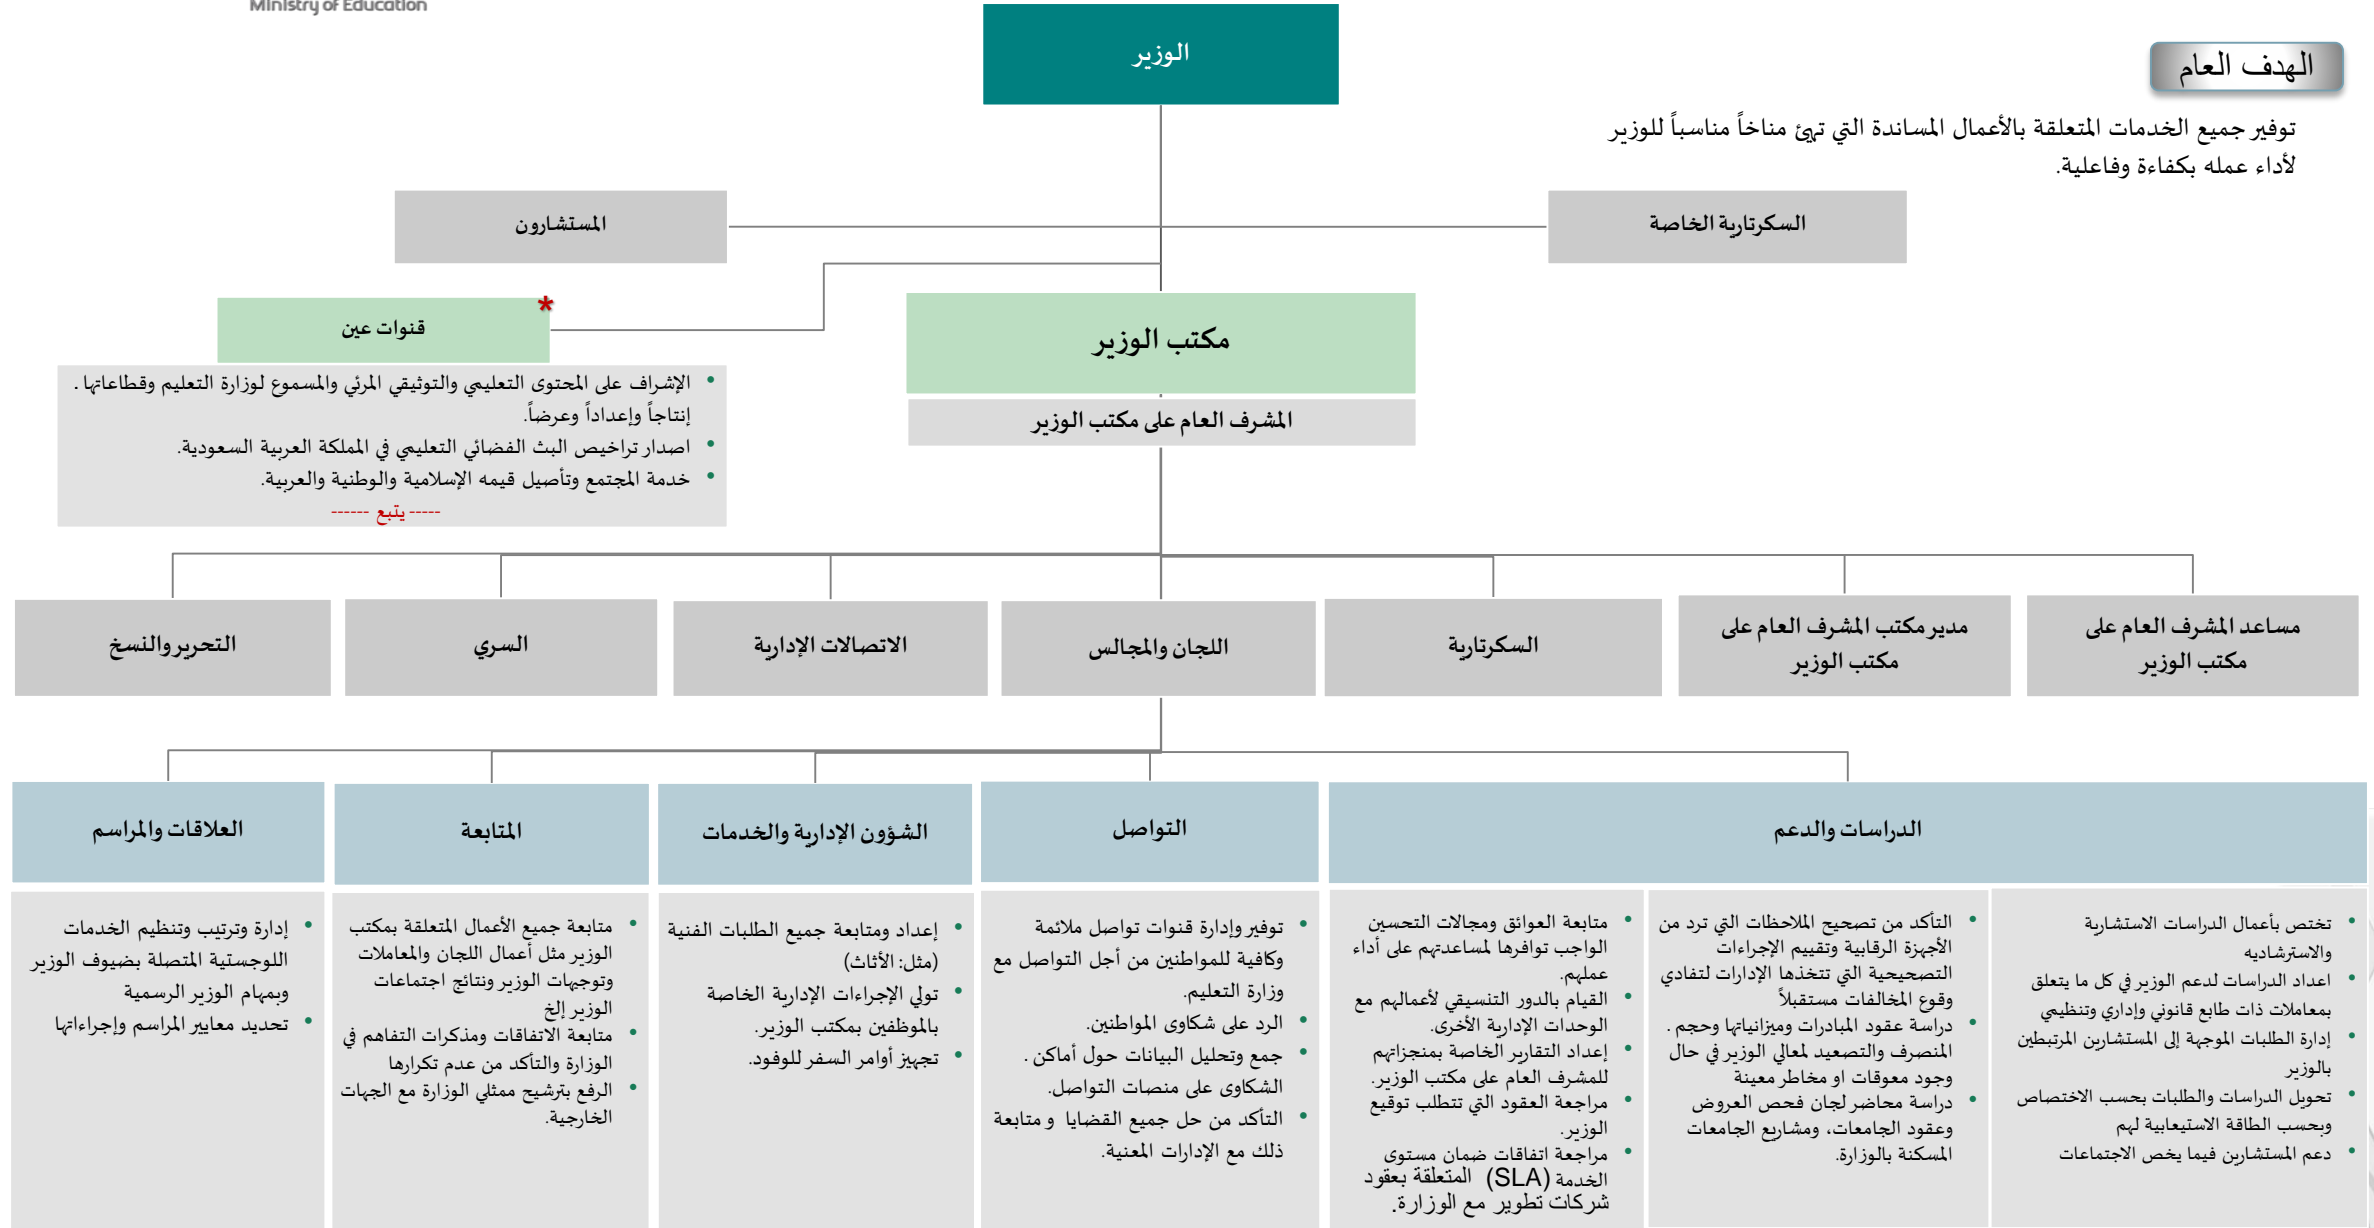 Ministry of Education
الوزير
الهدف العام
توفير جميع الخدمات المتعلقة بالأعمال المساندة التي تهئ مناخاً مناسباً للوزير
لأداء عمله بكفاءة وفاعلية.
السكرتارية الخاصة
المستشارون
مكتب الوزير
المشرف العام على مكتب الوزير
*
قنوات عين
• الإشراف على المحتوى التعليمي والتوثيقي المرئي والمسموع لوزارة التعليم وقطاعاتها .
إنتاجاً وإعداداً وعرضاً.
• اصدار تراخيص البث الفضائي التعليمي في المملكة العربية السعودية.
• خدمة المجتمع وتأصيل قيمه الإسلامية والوطنية والعربية.
----- يتبع ------
مساعد المشرف العام على
مكتب الوزير
مدير مكتب المشرف العام على
مكتب الوزير
السكرتارية
اللجان والمجالس
الاتصالات الإدارية
السري
التحرير والنسخ
الدراسات والدعم
• تختص بأعمال الدراسات الاستشارية
والاسترشاديه
• اعداد الدراسات لدعم الوزير في كل ما يتعلق
بمعاملات ذات طابع قانوني وإداري وتنظيمي
• إدارة الطلبات الموجهة إلى المستشارين المرتبطين
بالوزير
• تحويل الدراسات والطلبات بحسب الاختصاص
وبحسب الطاقة الاستيعابية لهم
• دعم المستشارين فيما يخص الاجتماعات
• التأكد من تصحيح الملاحظات التي ترد من
الأجهزة الرقابية وتقييم الإجراءات
التصحيحية التي تتخذها الإدارات لتفادي
وقوع المخالفات مستقبلاً
• دراسة عقود المبادرات وميزانياتها وحجم .
المنصرف والتصعيد لمعالي الوزير في حال
وجود معوقات او مخاطر معينة
• دراسة محاضر لجان فحص العروض
وعقود الجامعات، ومشاريع الجامعات
المسكنة بالوزارة.
• متابعة العوائق ومجالات التحسين
الواجب توافرها لمساعدتهم على أداء
عملهم.
• القيام بالدور التنسيقي لأعمالهم مع
الوحدات الإدارية الأخرى.
• إعداد التقارير الخاصة بمنجزاتهم
للمشرف العام على مكتب الوزير.
• مراجعة العقود التي تتطلب توقيع
الوزير.
• مراجعة اتفاقات ضمان مستوى
الخدمة (SLA) المتعلقة بعقود
شركات تطوير مع الوزارة.
التواصل
• توفير وإدارة قنوات تواصل ملائمة
وكافية للمواطنين من أجل التواصل مع
وزارة التعليم.
• الرد على شكاوى المواطنين.
• جمع وتحليل البيانات حول أماكن .
الشكاوى على منصات التواصل.
• التأكد من حل جميع القضايا و متابعة
ذلك مع الإدارات المعنية.
الشؤون الإدارية والخدمات
• إعداد ومتابعة جميع الطلبات الفنية
(مثل: الأثاث)
• تولي الإجراءات الإدارية الخاصة
بالموظفين بمكتب الوزير.
• تجهيز أوامر السفر للوفود.
المتابعة
• متابعة جميع الأعمال المتعلقة بمكتب
الوزير مثل أعمال اللجان والمعاملات
وتوجيهات الوزير ونتائج اجتماعات
الوزير إلخ
• متابعة الاتفاقات ومذكرات التفاهم في
الوزارة والتأكد من عدم تكرارها
• الرفع بترشيح ممثلي الوزارة مع الجهات
الخارجية.
العلاقات والمراسم
• إدارة وترتيب وتنظيم الخدمات
اللوجستية المتصلة بضيوف الوزير
وبمهام الوزير الرسمية
• تحديد معايير المراسم وإجراءاتها